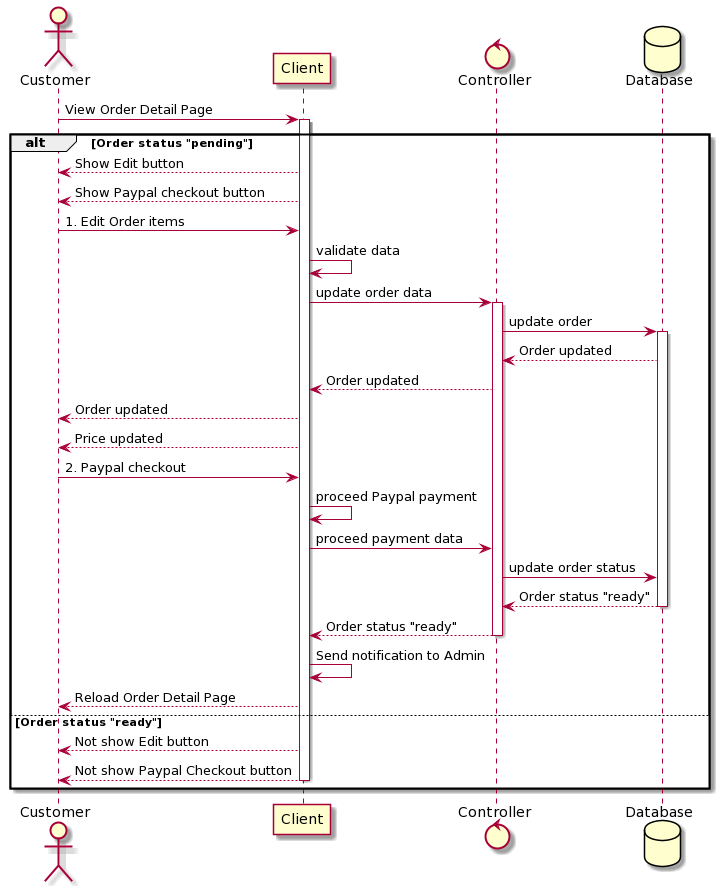 Customer
Client
Controller
Database
View Order Detail Page
alt
[Order status "pending"]
Show Edit button
Show Paypal checkout button
1. Edit Order items
validate data
update order data
update order
Order updated
Order updated
Order updated
Price updated
2. Paypal checkout
proceed Paypal payment
proceed payment data
update order status
Order status "ready"
Order status "ready"
Send notification to Admin
Reload Order Detail Page
[Order status "ready"]
Not show Edit button
Not show Paypal Checkout button
Customer
Client
Controller
Database